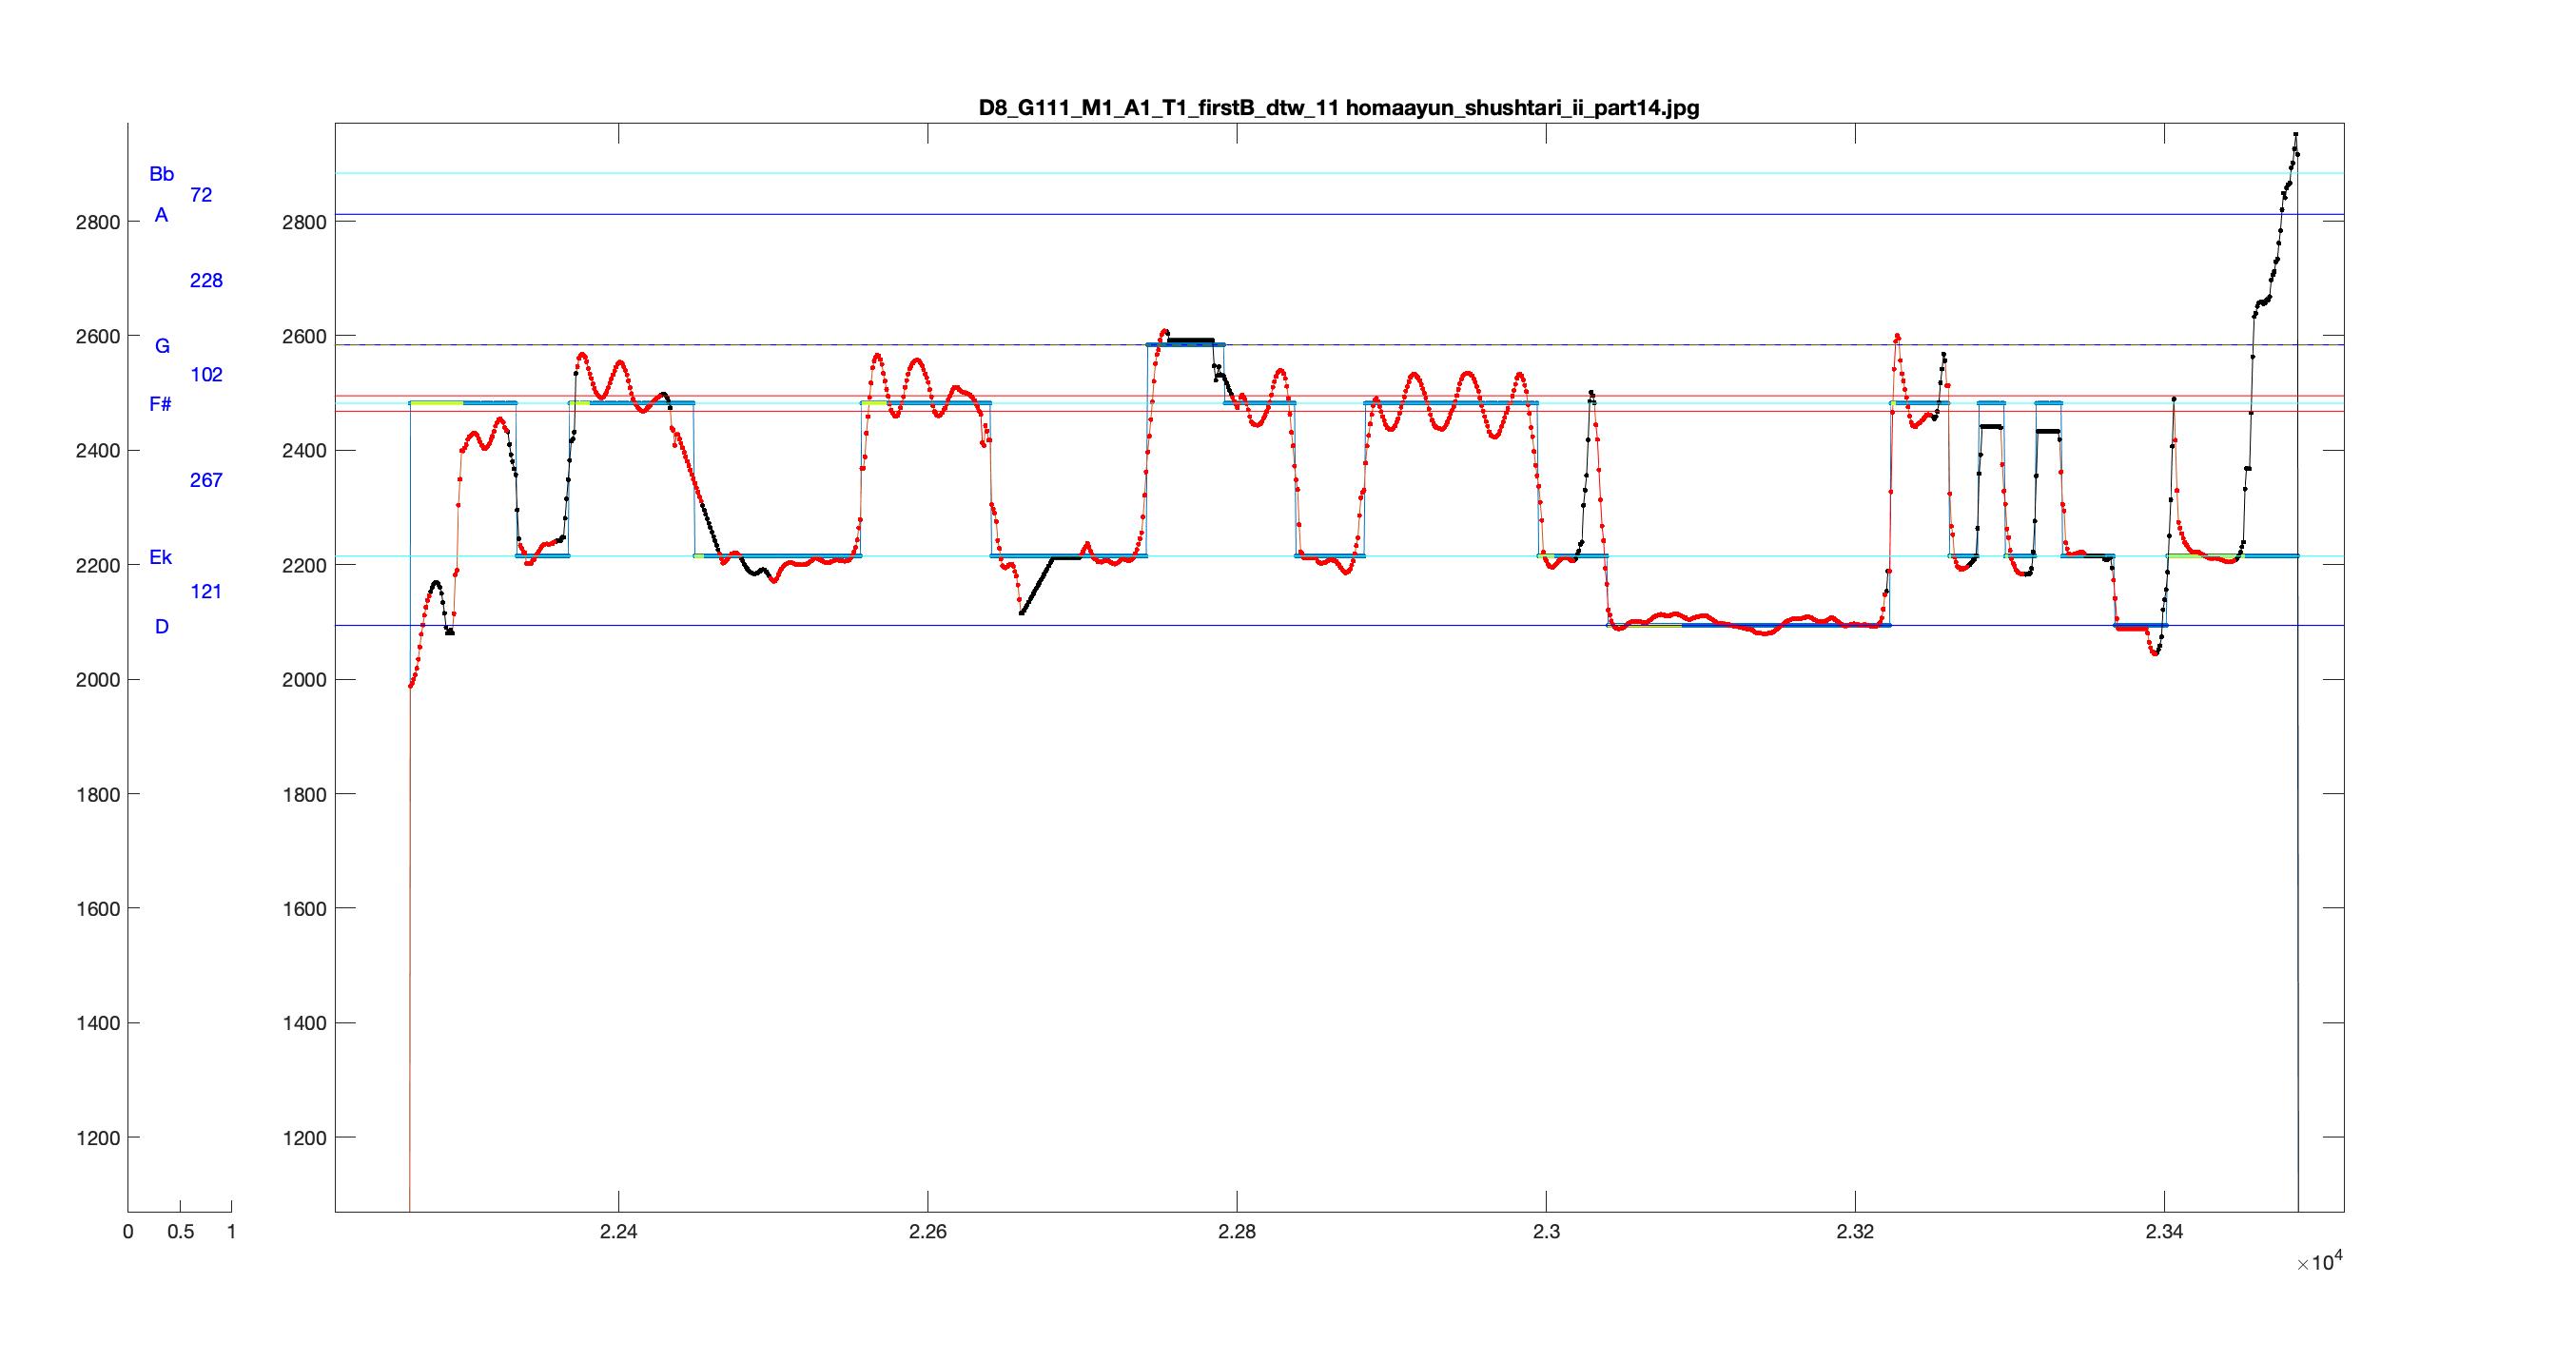 D8_G111_M1_A1_T1_firstB_dtw_11 homaayun_shushtari_ii_part14.jpg
Bb
72
2800 A 2800
228
2600 2600
G
102
F#
2400 2400
267
Ek
2200 2200
121
D
2000 2000
1800 1800
1600 1600
1400 1400
1200 1200
0 0.5 1 2.24 2.26 2.28 2.3 2.32 2.34
×10^4